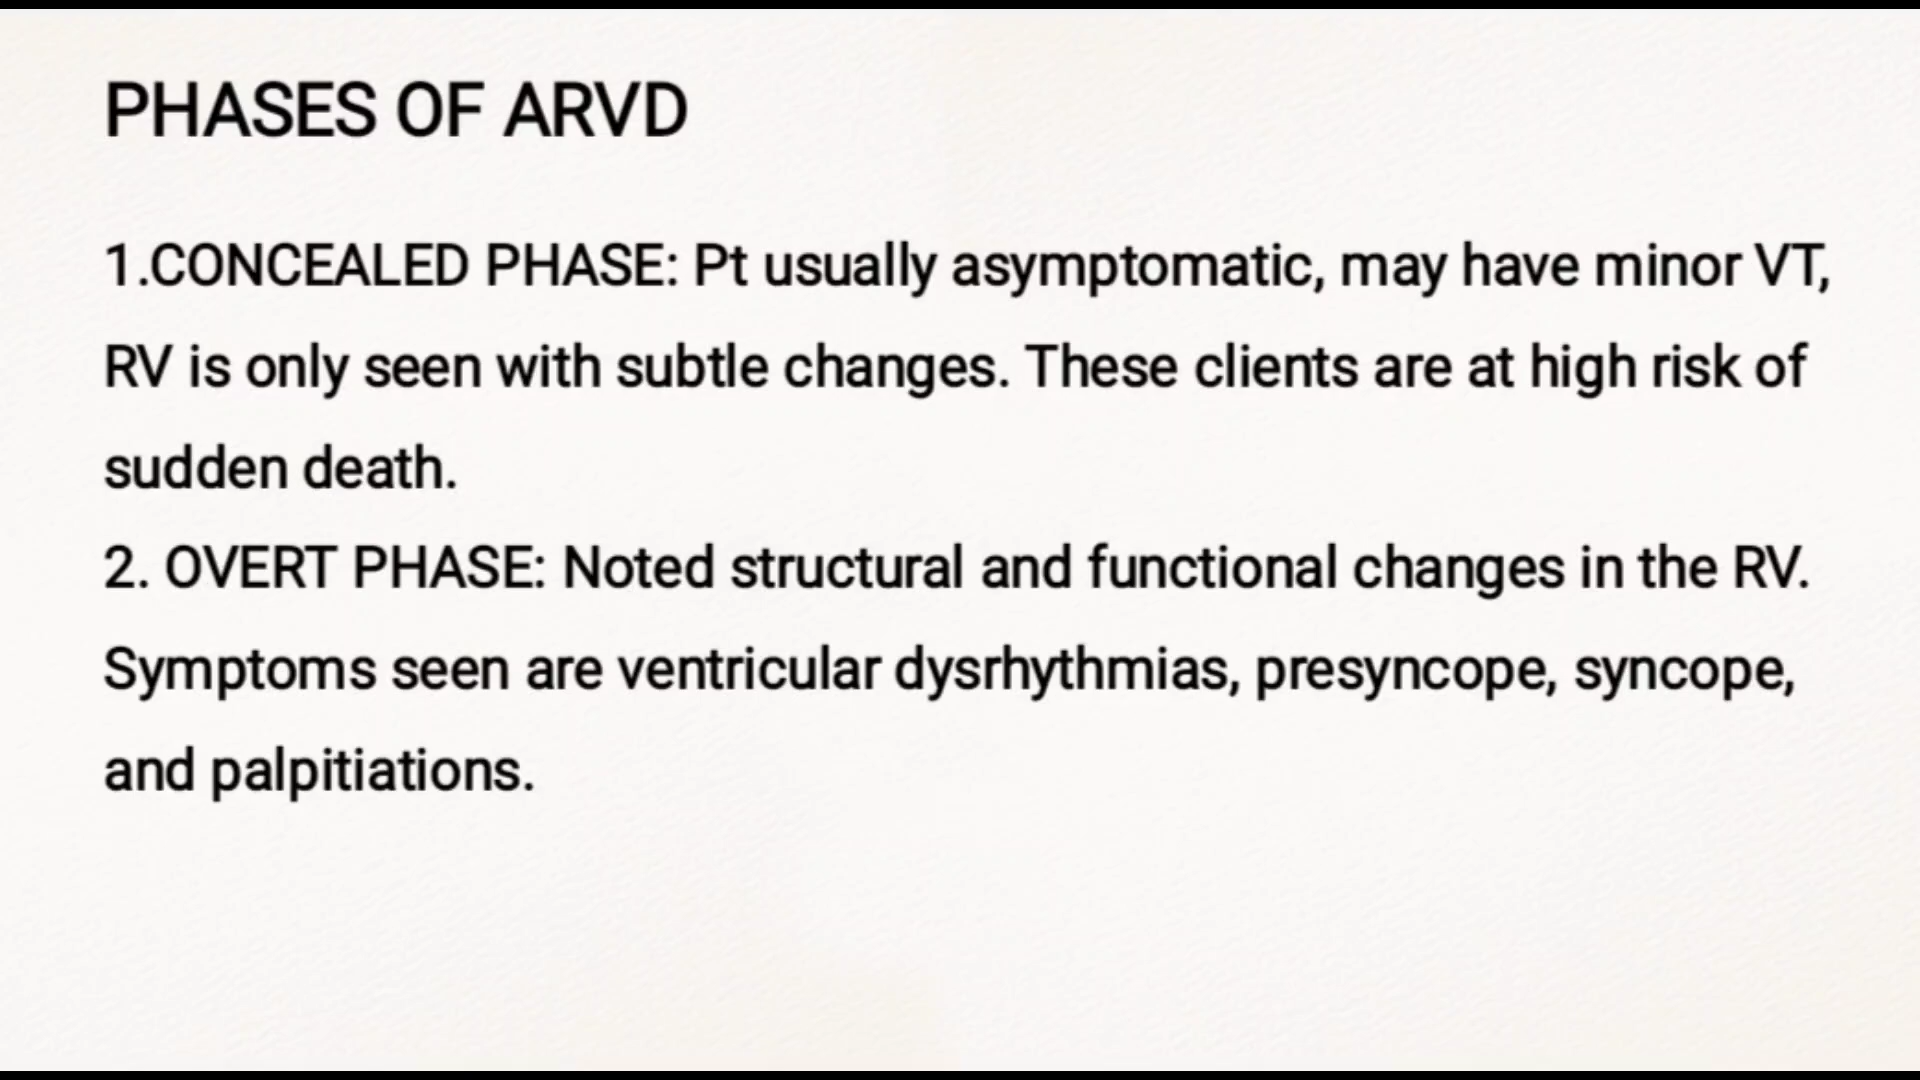 PHASES OF ARVD
1.CONCEALED PHASE: Pt usually asymptomatic, may have minor VT,
RV is only seen with subtle changes. These clients are at high risk of
sudden death.
2. OVERT PHASE: Noted structural and functional changes in the RV.
Symptoms seen are ventricular dysrhythmias, presyncope, syncope,
and palpitiations.